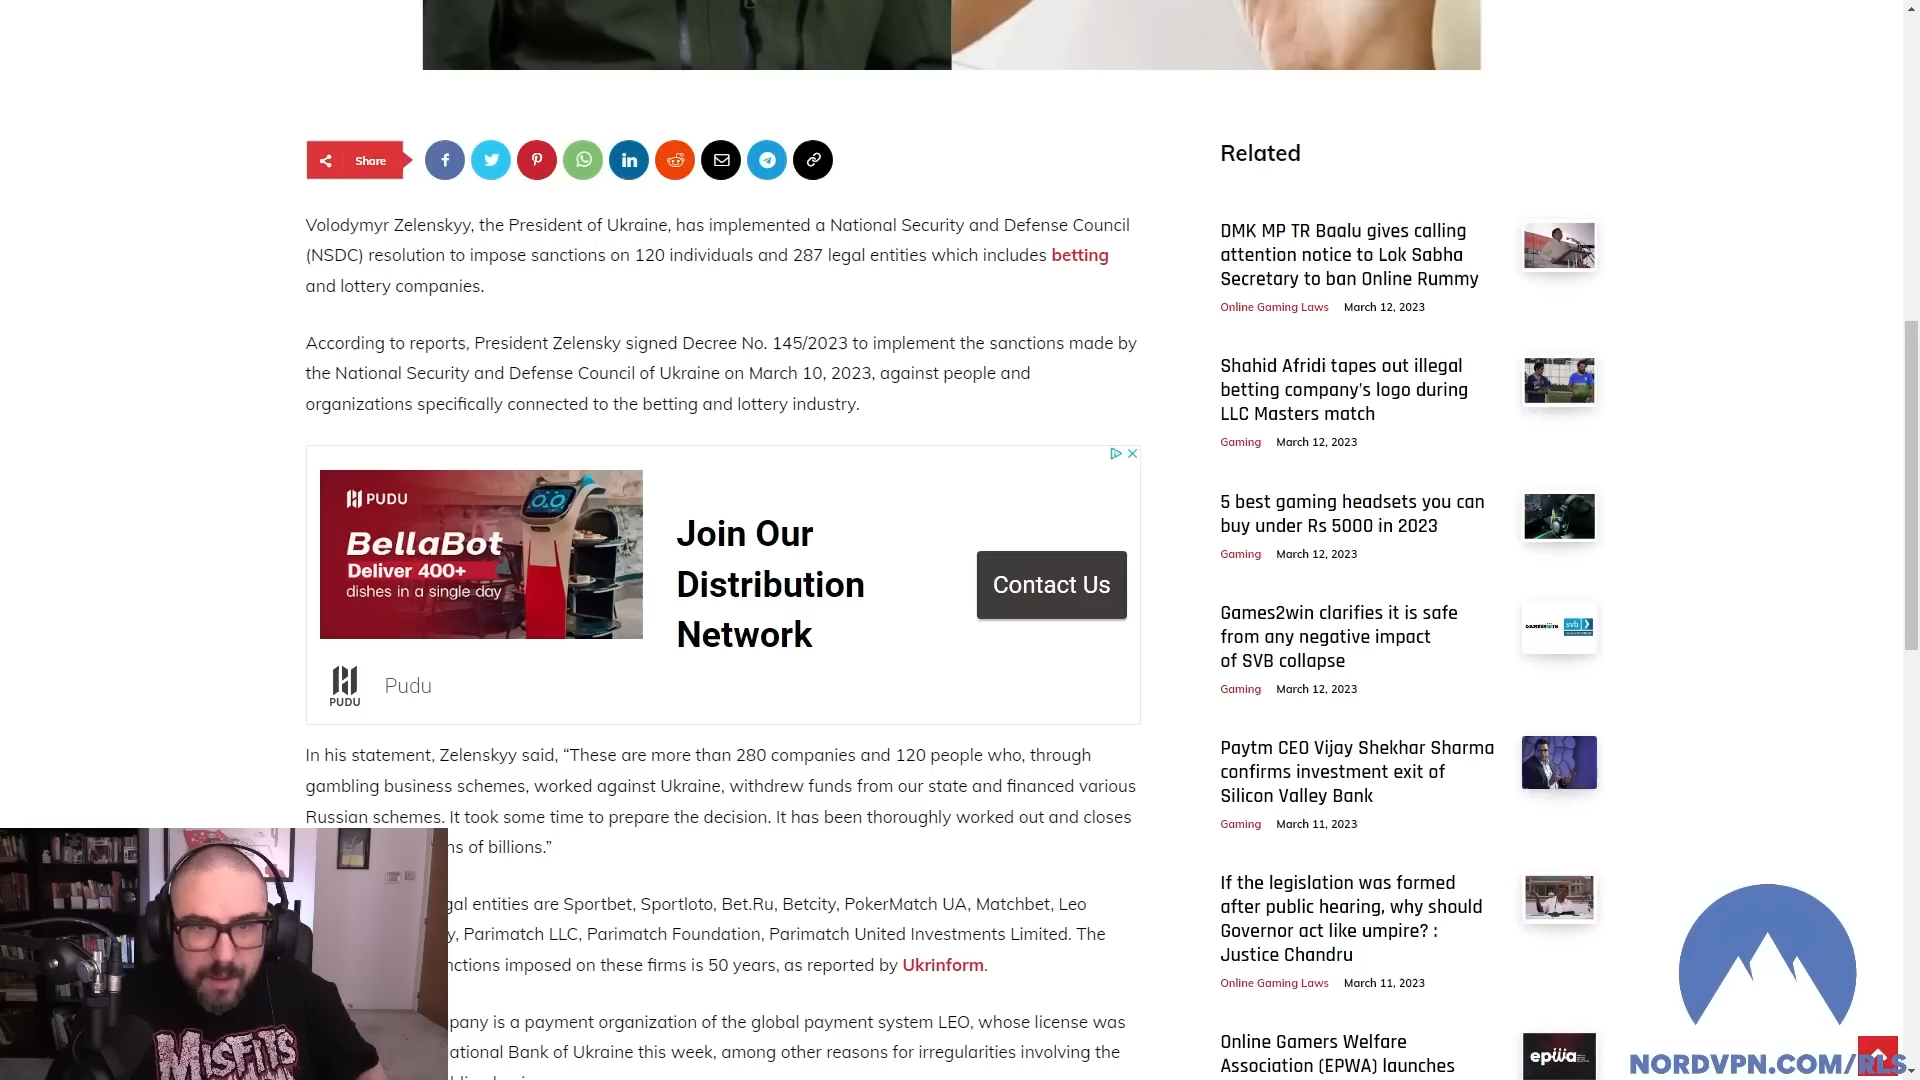 Share
Volodymyr Zelenskyy, the President of Ukraine, has implemented a National Security and Defense Council
(NSDC) resolution to impose sanctions on 120 individuals and 287 legal entities which includes betting
and lottery companies.
According to reports, President Zelensky signed Decree No. 145/2023 to implement the sanctions made by
the National Security and Defense Council of Ukraine on March 10, 2023, against people and
organizations specifically connected to the betting and lottery industry.
PUDU
BellaBot
Deliver 400+
dishes in a single day
Join Our
Distribution
Network
Contact Us
PUDU
Pudu
In his statement, Zelenskyy said, “These are more than 280 companies and 120 people who, through
gambling business schemes, worked against Ukraine, withdrew funds from our state and financed various
Russian schemes. It took some time to prepare the decision. It has been thoroughly worked out and closes
ns of billions.”
gal entities are Sportbet, Sportloto, Bet.Ru, Betcity, PokerMatch UA, Matchbet, Leo
y, Parimatch LLC, Parimatch Foundation, Parimatch United Investments Limited. The
nctions imposed on these firms is 50 years, as reported by Ukrinform.
pany is a payment organization of the global payment system LEO, whose license was
ational Bank of Ukraine this week, among other reasons for irregularities involving the
MISFITS
Related
DMK MP TR Baalu gives calling
attention notice to Lok Sabha
Secretary to ban Online Rummy
Online Gaming Laws March 12, 2023
Shahid Afridi tapes out illegal
betting company’s logo during
LLC Masters match
Gaming March 12, 2023
5 best gaming headsets you can
buy under Rs 5000 in 2023
Gaming March 12, 2023
Games2win clarifies it is safe
from any negative impact
of SVB collapse
Gaming March 12, 2023
svb
Paytm CEO Vijay Shekhar Sharma
confirms investment exit of
Silicon Valley Bank
Gaming March 11, 2023
If the legislation was formed
after public hearing, why should
Governor act like umpire? :
Justice Chandru
Online Gaming Laws March 11, 2023
Online Gamers Welfare
Association (EPWA) launches
epwa
NORDVPN.COM/RLS